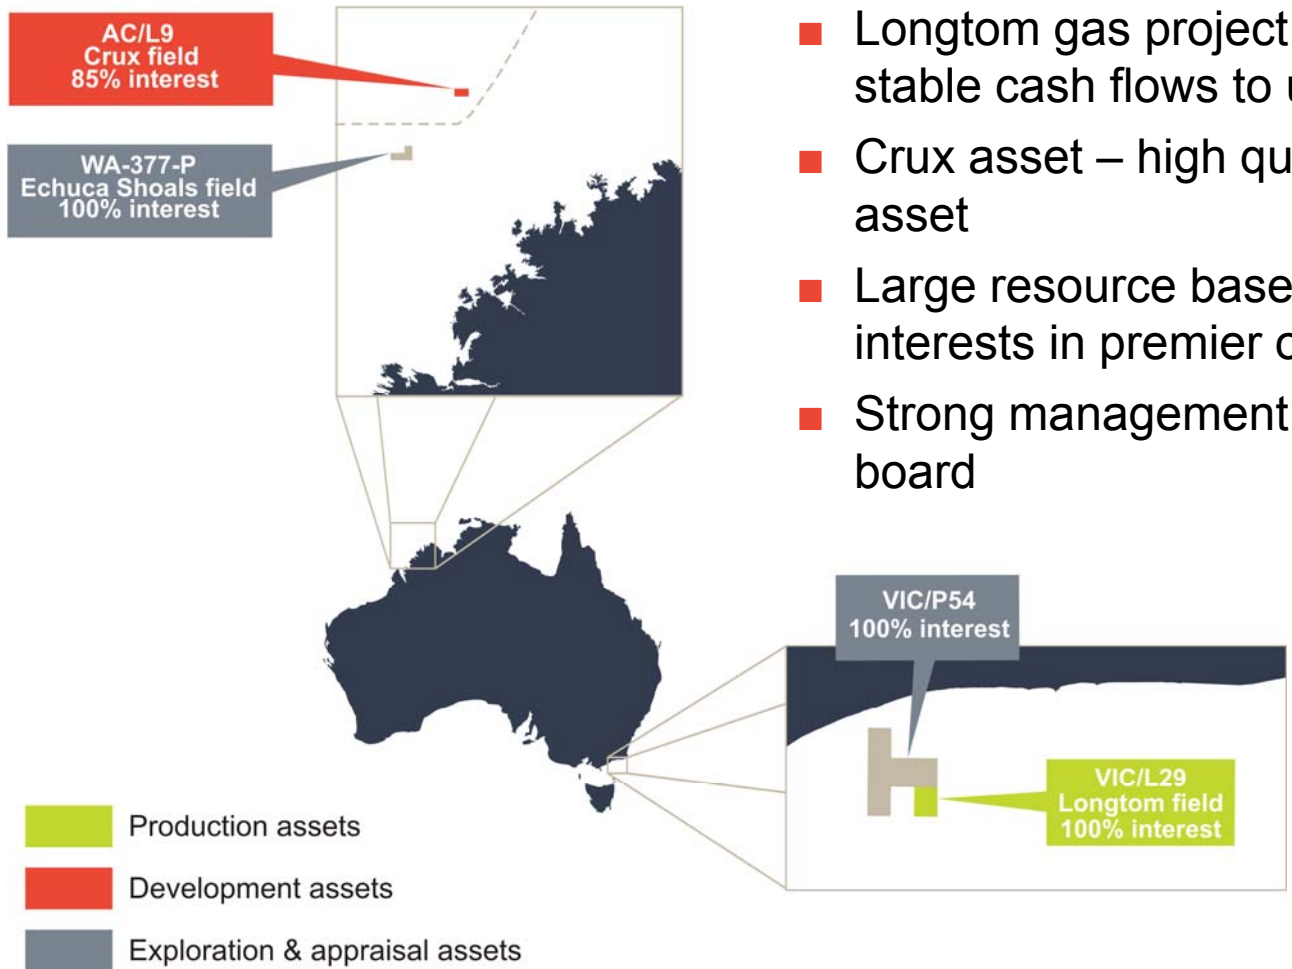 AC/L9
Crux field
85% interest
WA-377-P
Echuca Shoals field
100% interest
■ Longtom gas project
stable cash flows to
■ Crux asset – high
asset
■ Large resource base
interests in premier
■ Strong management
board
VIC/P54
100% interest
VIC/L29
Longtom field
100% interest
Production assets
Development assets
Exploration & appraisal assets